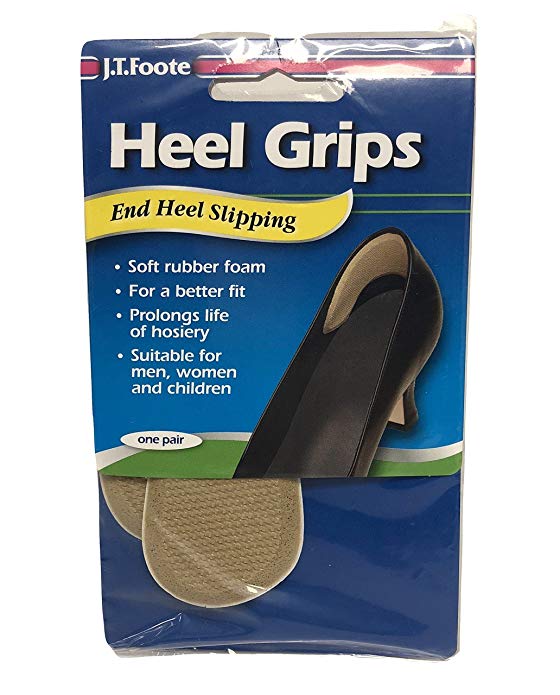 J.T.Foote
Heel Grips
End Heel Slipping
• Soft rubber foam
• For a better fit
• Prolongs life
of hosiery
• Suitable for
men, women
and children
one pair